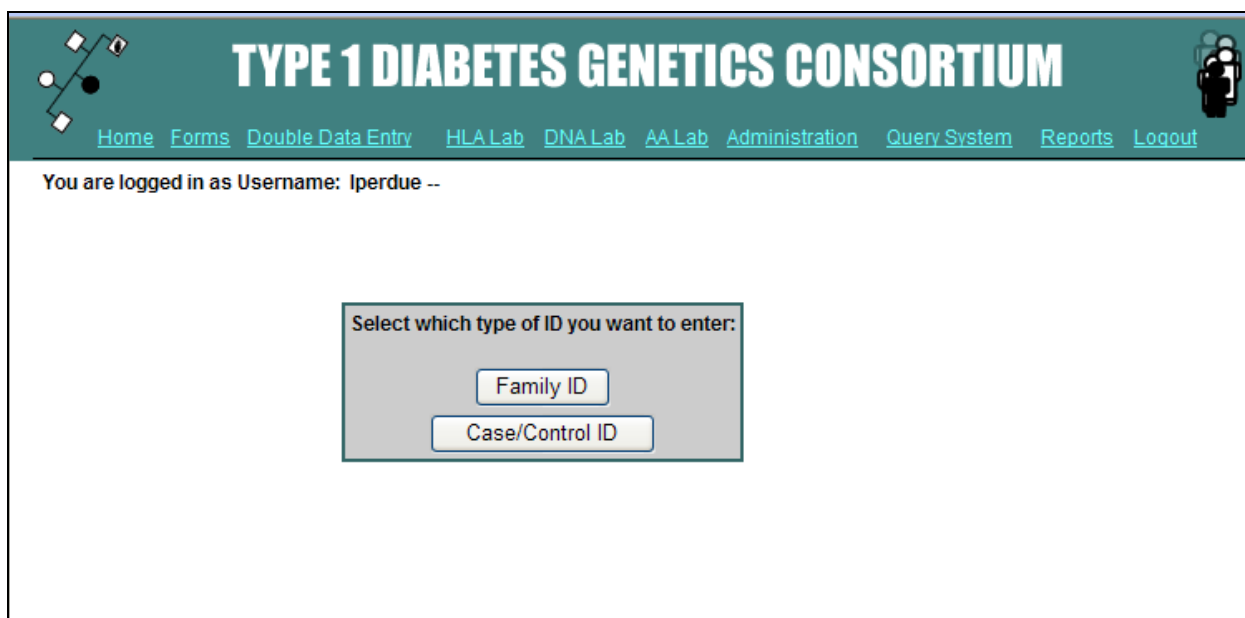 TYPE 1 DIABETES GENETICS CONSORTIUM
Home Forms Double Data Entry HLA Lab DNA Lab AA Lab Administration Query System Reports Logout
You are logged in as Username: lperdue --
Select which type of ID you want to enter:
Family ID
Case/Control ID